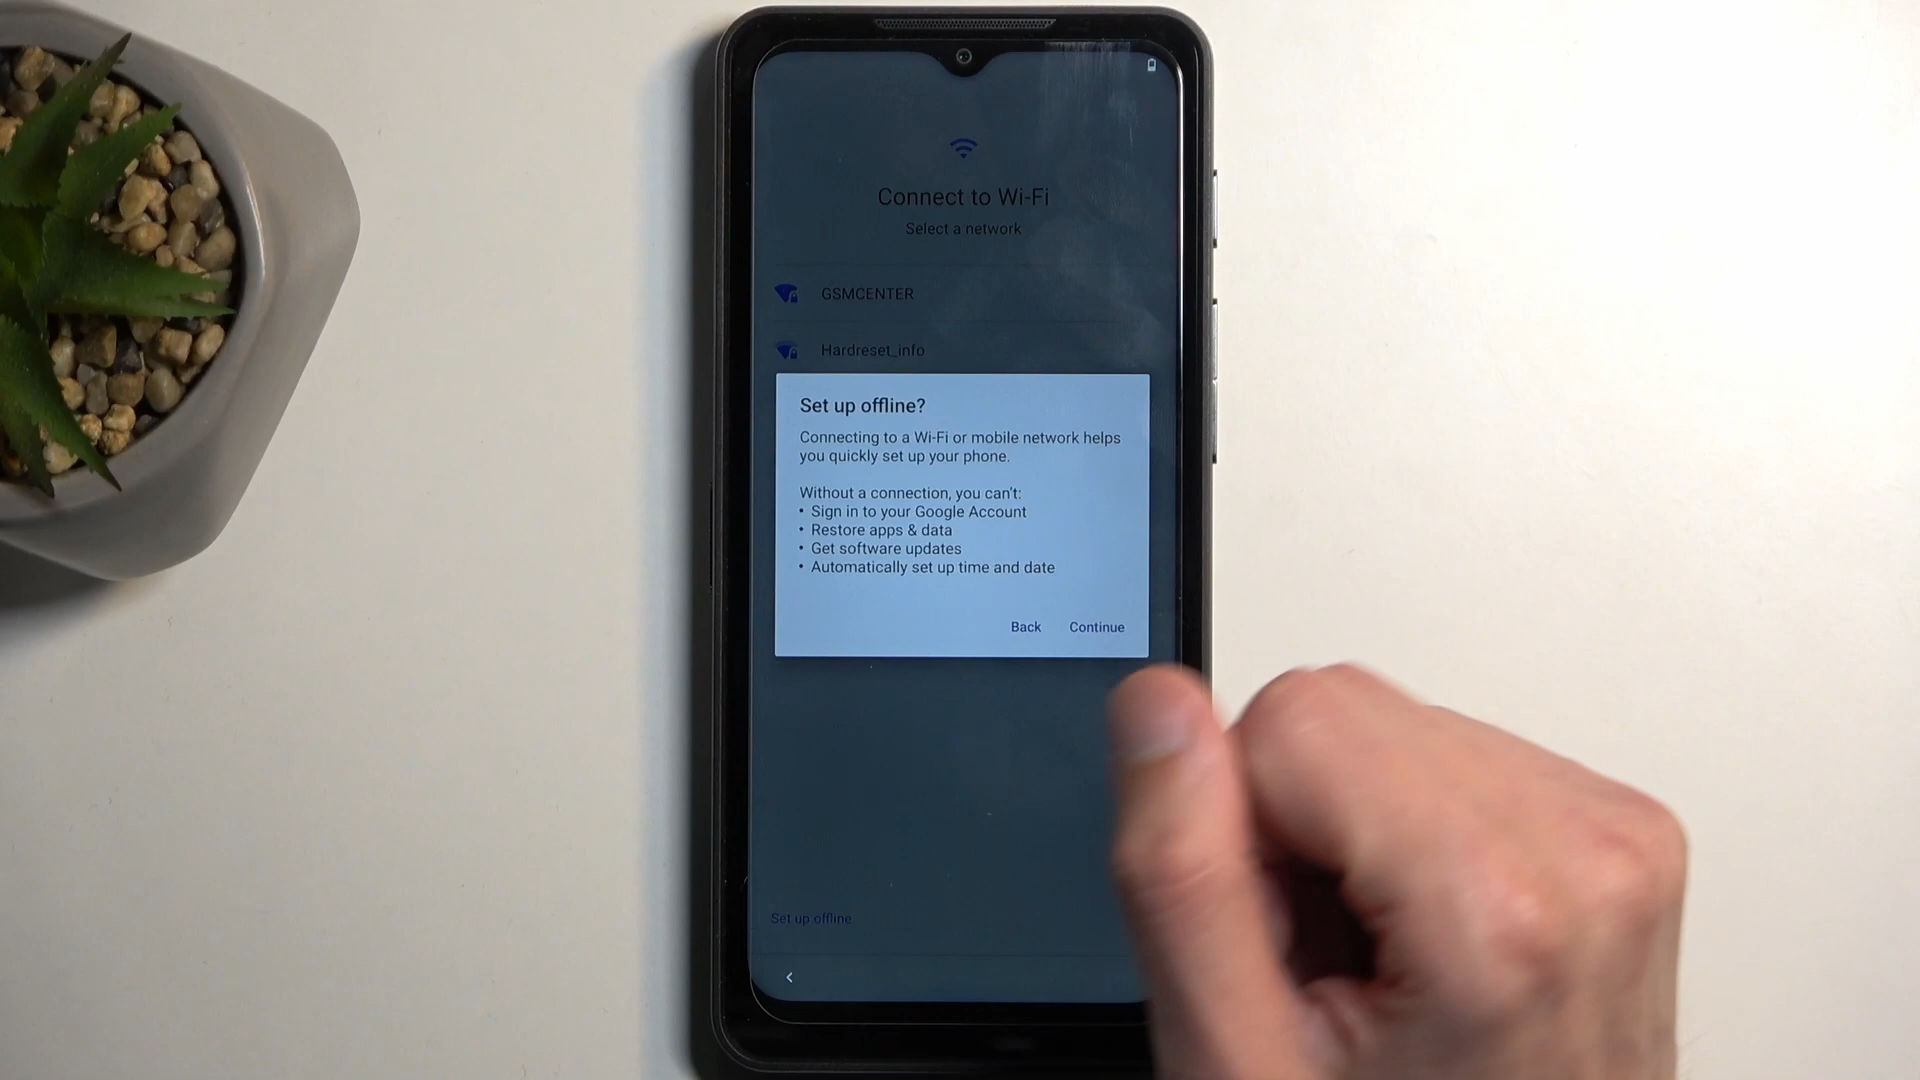 Connect to Wi-Fi
Select a network
GSMCENTER
Hardreset_info
Set up offline?
Connecting to a Wi-Fi or mobile network helps
you quickly set up your phone.
Without a connection, you can't:
• Sign in to your Google Account
• Restore apps & data
• Get software updates
• Automatically set up time and date
Back Continue
Set up offline